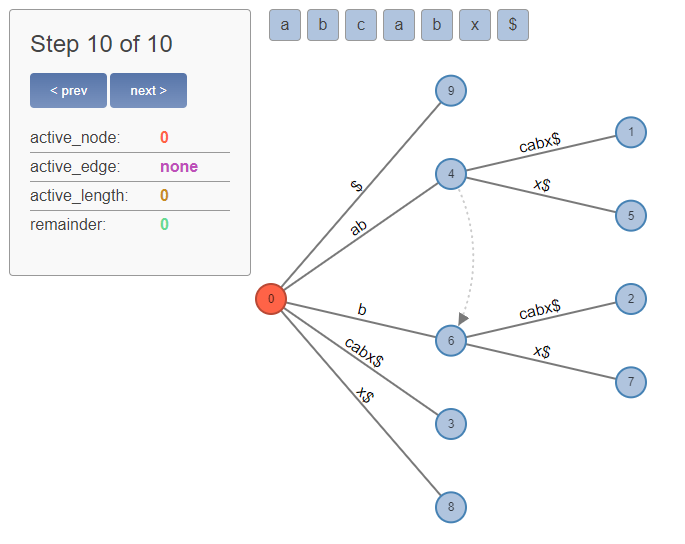 Step 10 of 10
< prev next >
active_node: 0
active_edge: none
active_length: 0
remainder: 0
a b c a b x $
9
1
cabx$
$
4
x$
5
ab
0
b
cabx$
2
6
x$
7
cabx$
x$
3
8